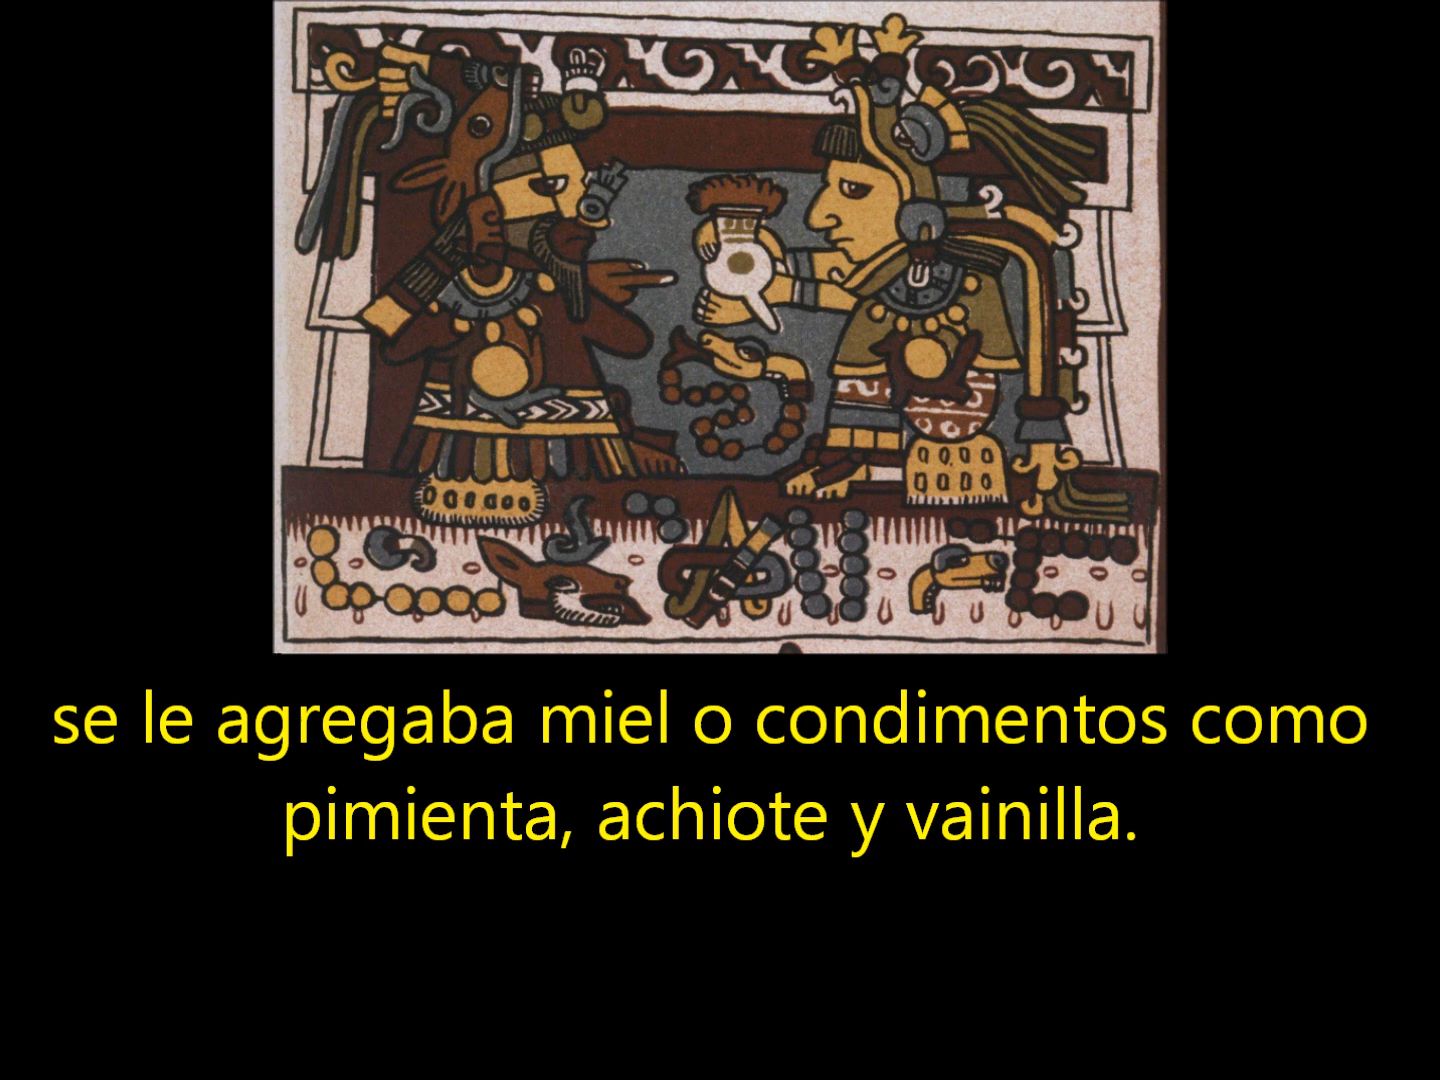 se le agregaba miel o condimentos como
pimienta, achiote y vainilla.